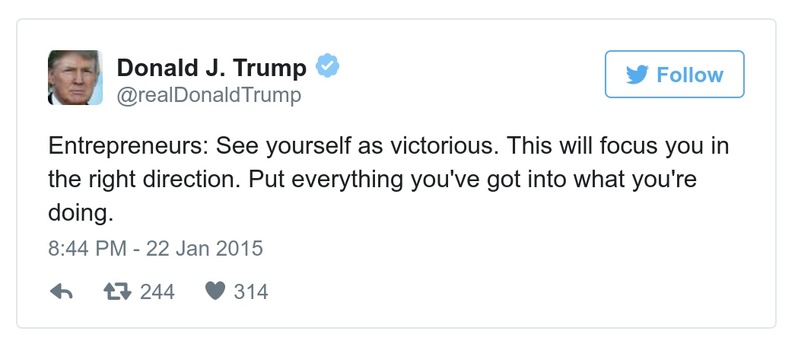 Donald J. Trump
@realDonaldTrump
Follow
Entrepreneurs: See yourself as victorious. This will focus you in
the right direction. Put everything you've got into what you're
doing.
8:44 PM - 22 Jan 2015
244 314